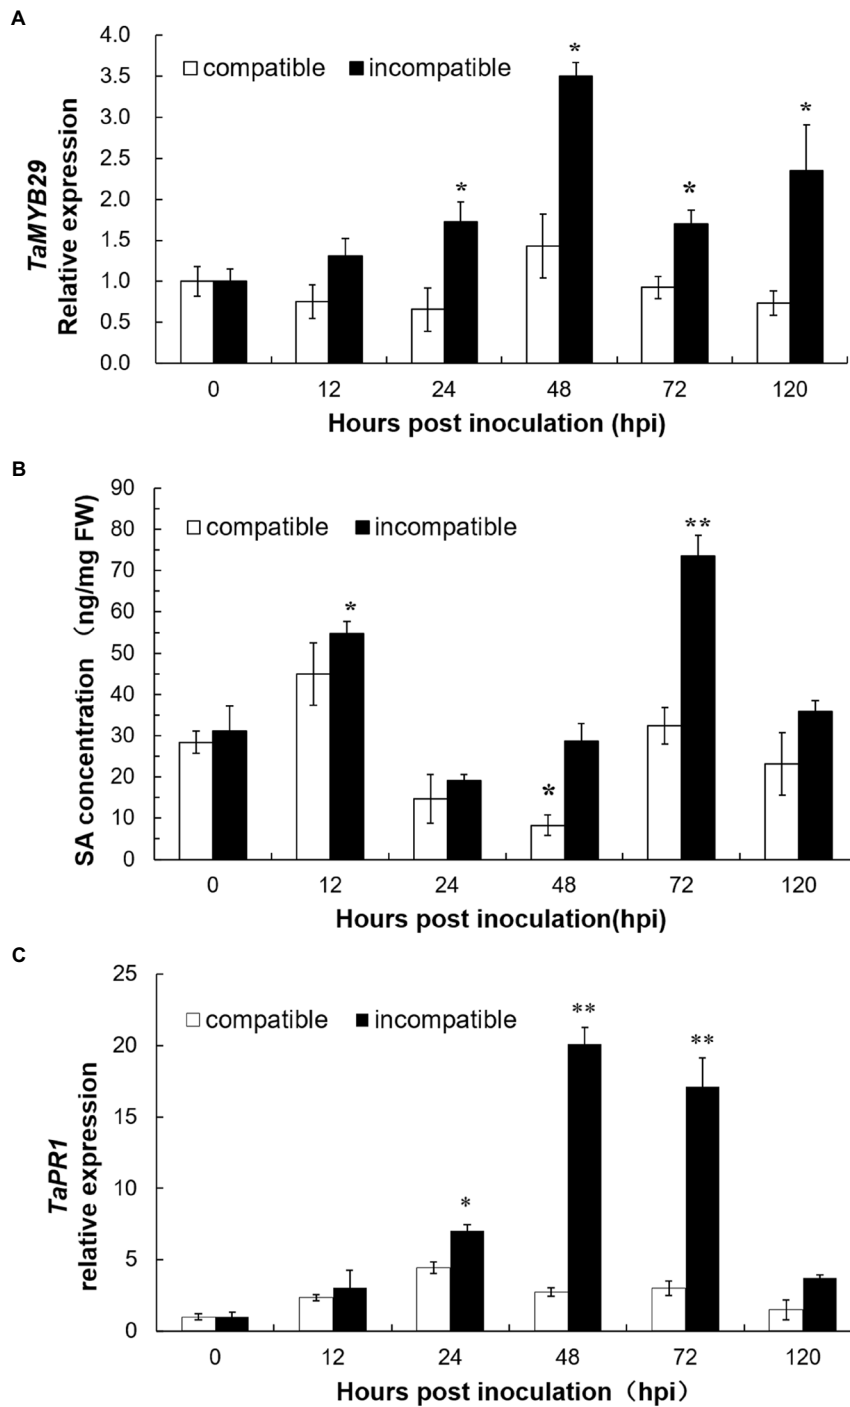 A
4.0
3.5
3.0
2.5
2.0
1.5
1.0
0.5
0.0
TaMYB29
Relative expression
compatible incompatible
*
*
*
*
0 12 24 48 72 120
Hours post inoculation (hpi)
B
90
80
70
60
50
40
30
20
10
0
SA concentration（ng/mg FW)
compatible incompatible
**
*
*
0 12 24 48 72 120
Hours post inoculation(hpi)
C
25
20
15
10
5
0
TaPR1
relative expression
compatible incompatible
**
**
*
0 12 24 48 72 120
Hours post inoculation（hpi）